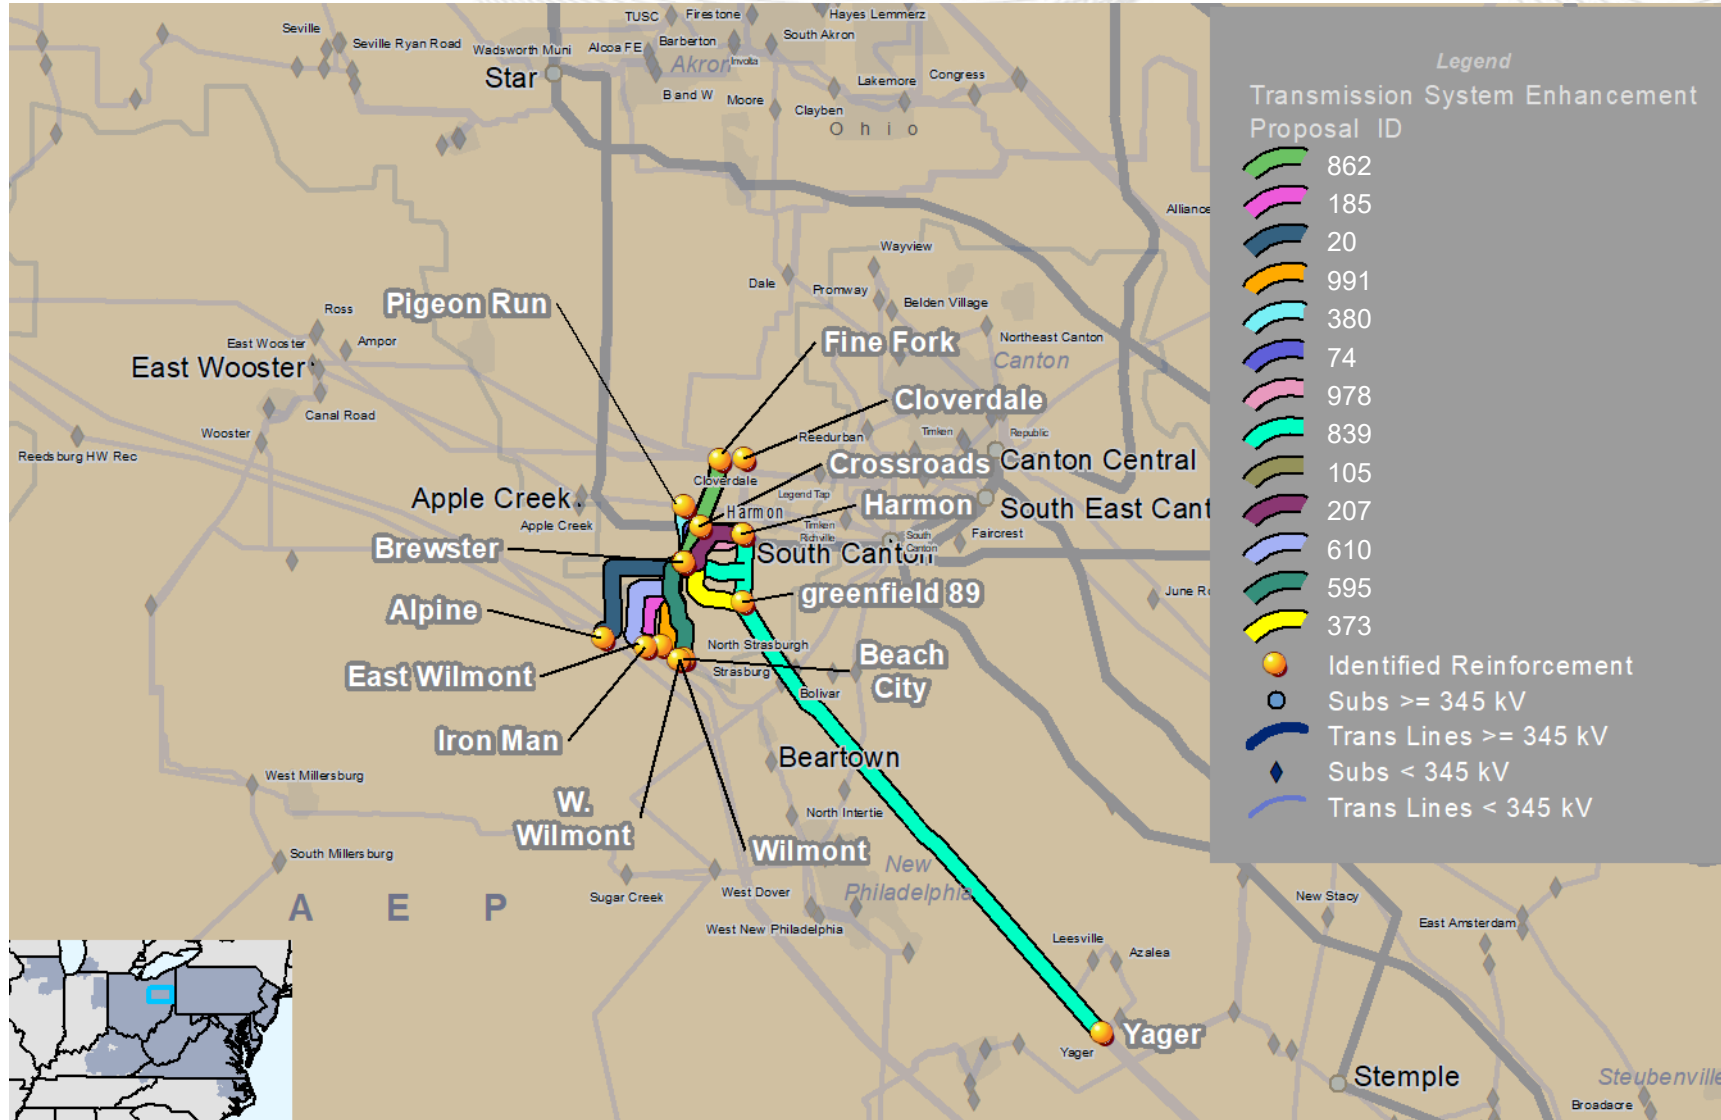 TUSC
Firestone
Hayes Lemmerz
Seville
Seville Ryan Road
Wadsworth Muni
Alcoa FE
Barberton
South Akron
Akron
Involta
Star
B and W
Moore
Lakemore
Congress
Clayben
Ohio
Alliance
Wayview
Dale
Promway
Belden Village
Pigeon Run
Ross
East Wooster
Ampor
Fine Fork
Northeast Canton
Canton
East Wooster
Cloverdale
Canal Road
Wooster
Reedsburg HW Rec
Reedurban
Timken
Republic
Crossroads
Canton Central
Cloverdale
Apple Creek
Legend Tap
Harmon
South East Cant
Apple Creek
Harmon
Timken
Richville
South
Canton
Faircrest
Brewster
South Canton
greenfield 89
June R
Alpine
North Strasburgh
Beach
City
East Wilmont
Strasburg
Bolivar
Iron Man
Beartown
West Millersburg
W.
Wilmont
North Intertie
Wilmont
South Millersburg
New
Philadelphia
Sugar Creek
West Dover
New Stacy
A E P
West New Philadelphia
East Amsterdam
Leesville
Azalea
Yager
Yager
Stemple
Steubenville
Broadacre
Legend
Transmission System Enhancement
Proposal ID
862
185
20
991
380
74
978
839
105
207
610
595
373
Identified Reinforcement
Subs >= 345 kV
Trans Lines >= 345 kV
Subs < 345 kV
Trans Lines < 345 kV